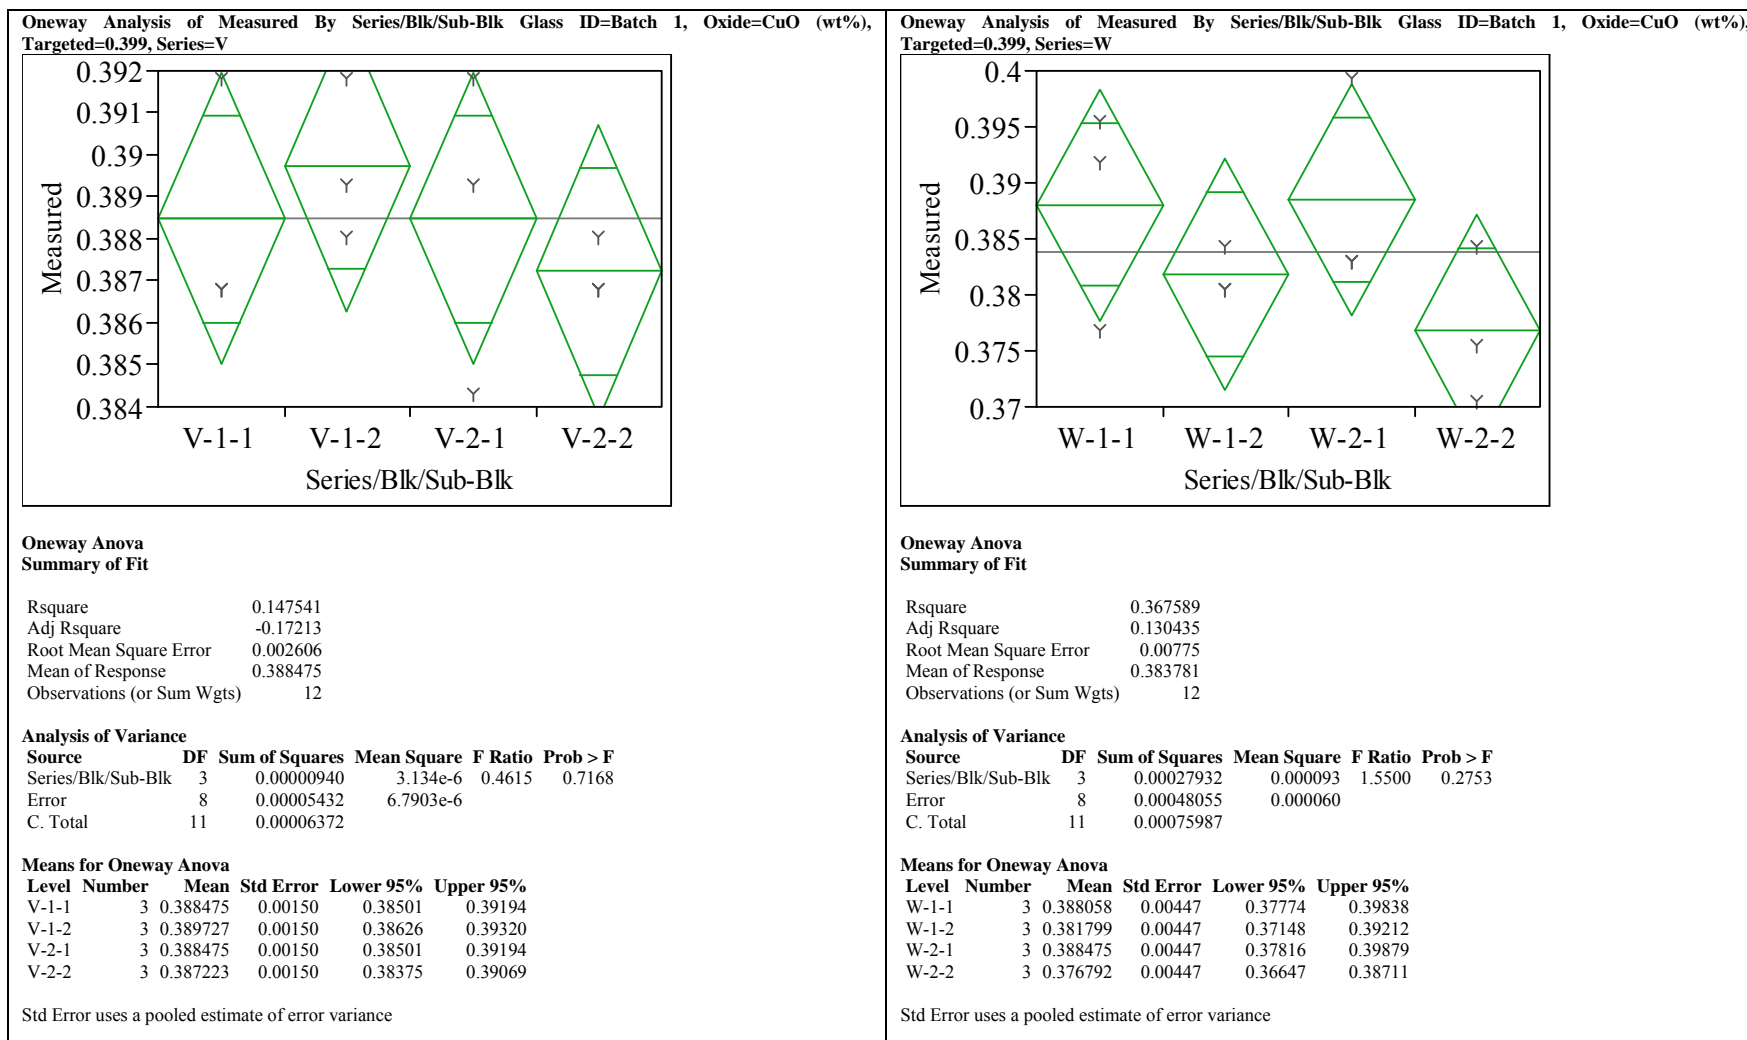 Oneway Analysis of Measured By Series/Blk/Sub-Blk Glass ID=Batch 1, Oxide=CuO (wt%),
Targeted=0.399, Series=V
0.392
0.391
0.39
0.389
0.388
0.387
0.386
0.385
0.384
Measured
V-1-1 V-1-2 V-2-1 V-2-2
Series/Blk/Sub-Blk
Oneway Anova
Summary of Fit
Rsquare 0.147541
Adj Rsquare -0.17213
Root Mean Square Error 0.002606
Mean of Response 0.388475
Observations (or Sum Wgts) 12
Analysis of Variance
Source DF Sum of Squares Mean Square F Ratio Prob > F
Series/Blk/Sub-Blk 3 0.00000940 3.134e-6 0.4615 0.7168
Error 8 0.00005432 6.7903e-6
C. Total 11 0.00006372
Means for Oneway Anova
Level Number Mean Std Error Lower 95% Upper 95%
V-1-1 3 0.388475 0.00150 0.38501 0.39194
V-1-2 3 0.389727 0.00150 0.38626 0.39320
V-2-1 3 0.388475 0.00150 0.38501 0.39194
V-2-2 3 0.387223 0.00150 0.38375 0.39069
Std Error uses a pooled estimate of error variance
Oneway Analysis of Measured By Series/Blk/Sub-Blk Glass ID=Batch 1, Oxide=CuO (wt%),
Targeted=0.399, Series=W
0.4
0.395
0.39
0.385
0.38
0.375
0.37
Measured
W-1-1 W-1-2 W-2-1 W-2-2
Series/Blk/Sub-Blk
Oneway Anova
Summary of Fit
Rsquare 0.367589
Adj Rsquare 0.130435
Root Mean Square Error 0.00775
Mean of Response 0.383781
Observations (or Sum Wgts) 12
Analysis of Variance
Source DF Sum of Squares Mean Square F Ratio Prob > F
Series/Blk/Sub-Blk 3 0.00027932 0.000093 1.5500 0.2753
Error 8 0.00048055 0.000060
C. Total 11 0.00075987
Means for Oneway Anova
Level Number Mean Std Error Lower 95% Upper 95%
W-1-1 3 0.388058 0.00447 0.37774 0.39838
W-1-2 3 0.381799 0.00447 0.37148 0.39212
W-2-1 3 0.388475 0.00447 0.37816 0.39879
W-2-2 3 0.376792 0.00447 0.36647 0.38711
Std Error uses a pooled estimate of error variance